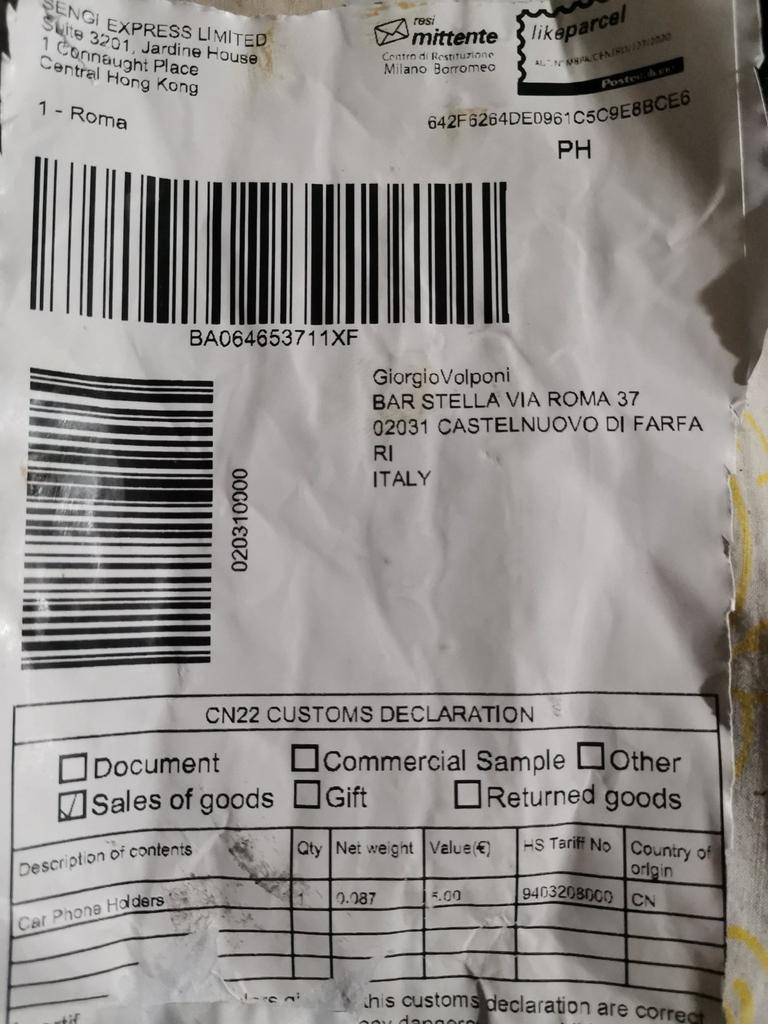 SENGI EXPRESS LIMITED
Suite 3201, Jardine House
1 Connaught Place
Central Hong Kong
resi
mittente
Centro di Restituzione
Milano Borromeo
likeparcel
1 - Roma
642F6264DE0961C5C9E8BCE6
PH
BA064653711XF
GiorgioVolponi
BAR STELLA VIA ROMA 37
02031 CASTELNUOVO DI FARFA
RI
ITALY
020310000
CN22 CUSTOMS DECLARATION
Document Commercial Sample Other
Sales of goods Gift Returned goods
Description of contents Qty Net weight Value(€) HS Tariff No Country of origin
Car Phone Holders 1 0.087 5.00 9403208000 CN
this customs declaration are correct